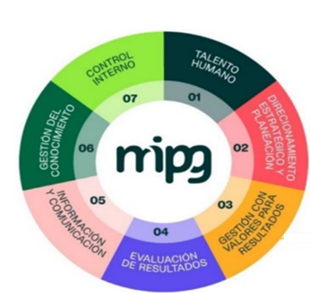 TALENTO
HUMANO
01
DIRECIONAMIENTO
ESTRATÉGICO Y
PLANEACIÓN
02
GESTIÓN CON
VALORES PARA
RESULTADOS
03
EVALUACIÓN
DE RESULTADOS
04
INFORMACIÓN
Y COMUNICACIÓN
05
GESTIÓN DEL
CONOCIMIENTO
06
CONTROL
INTERNO
07
mipg